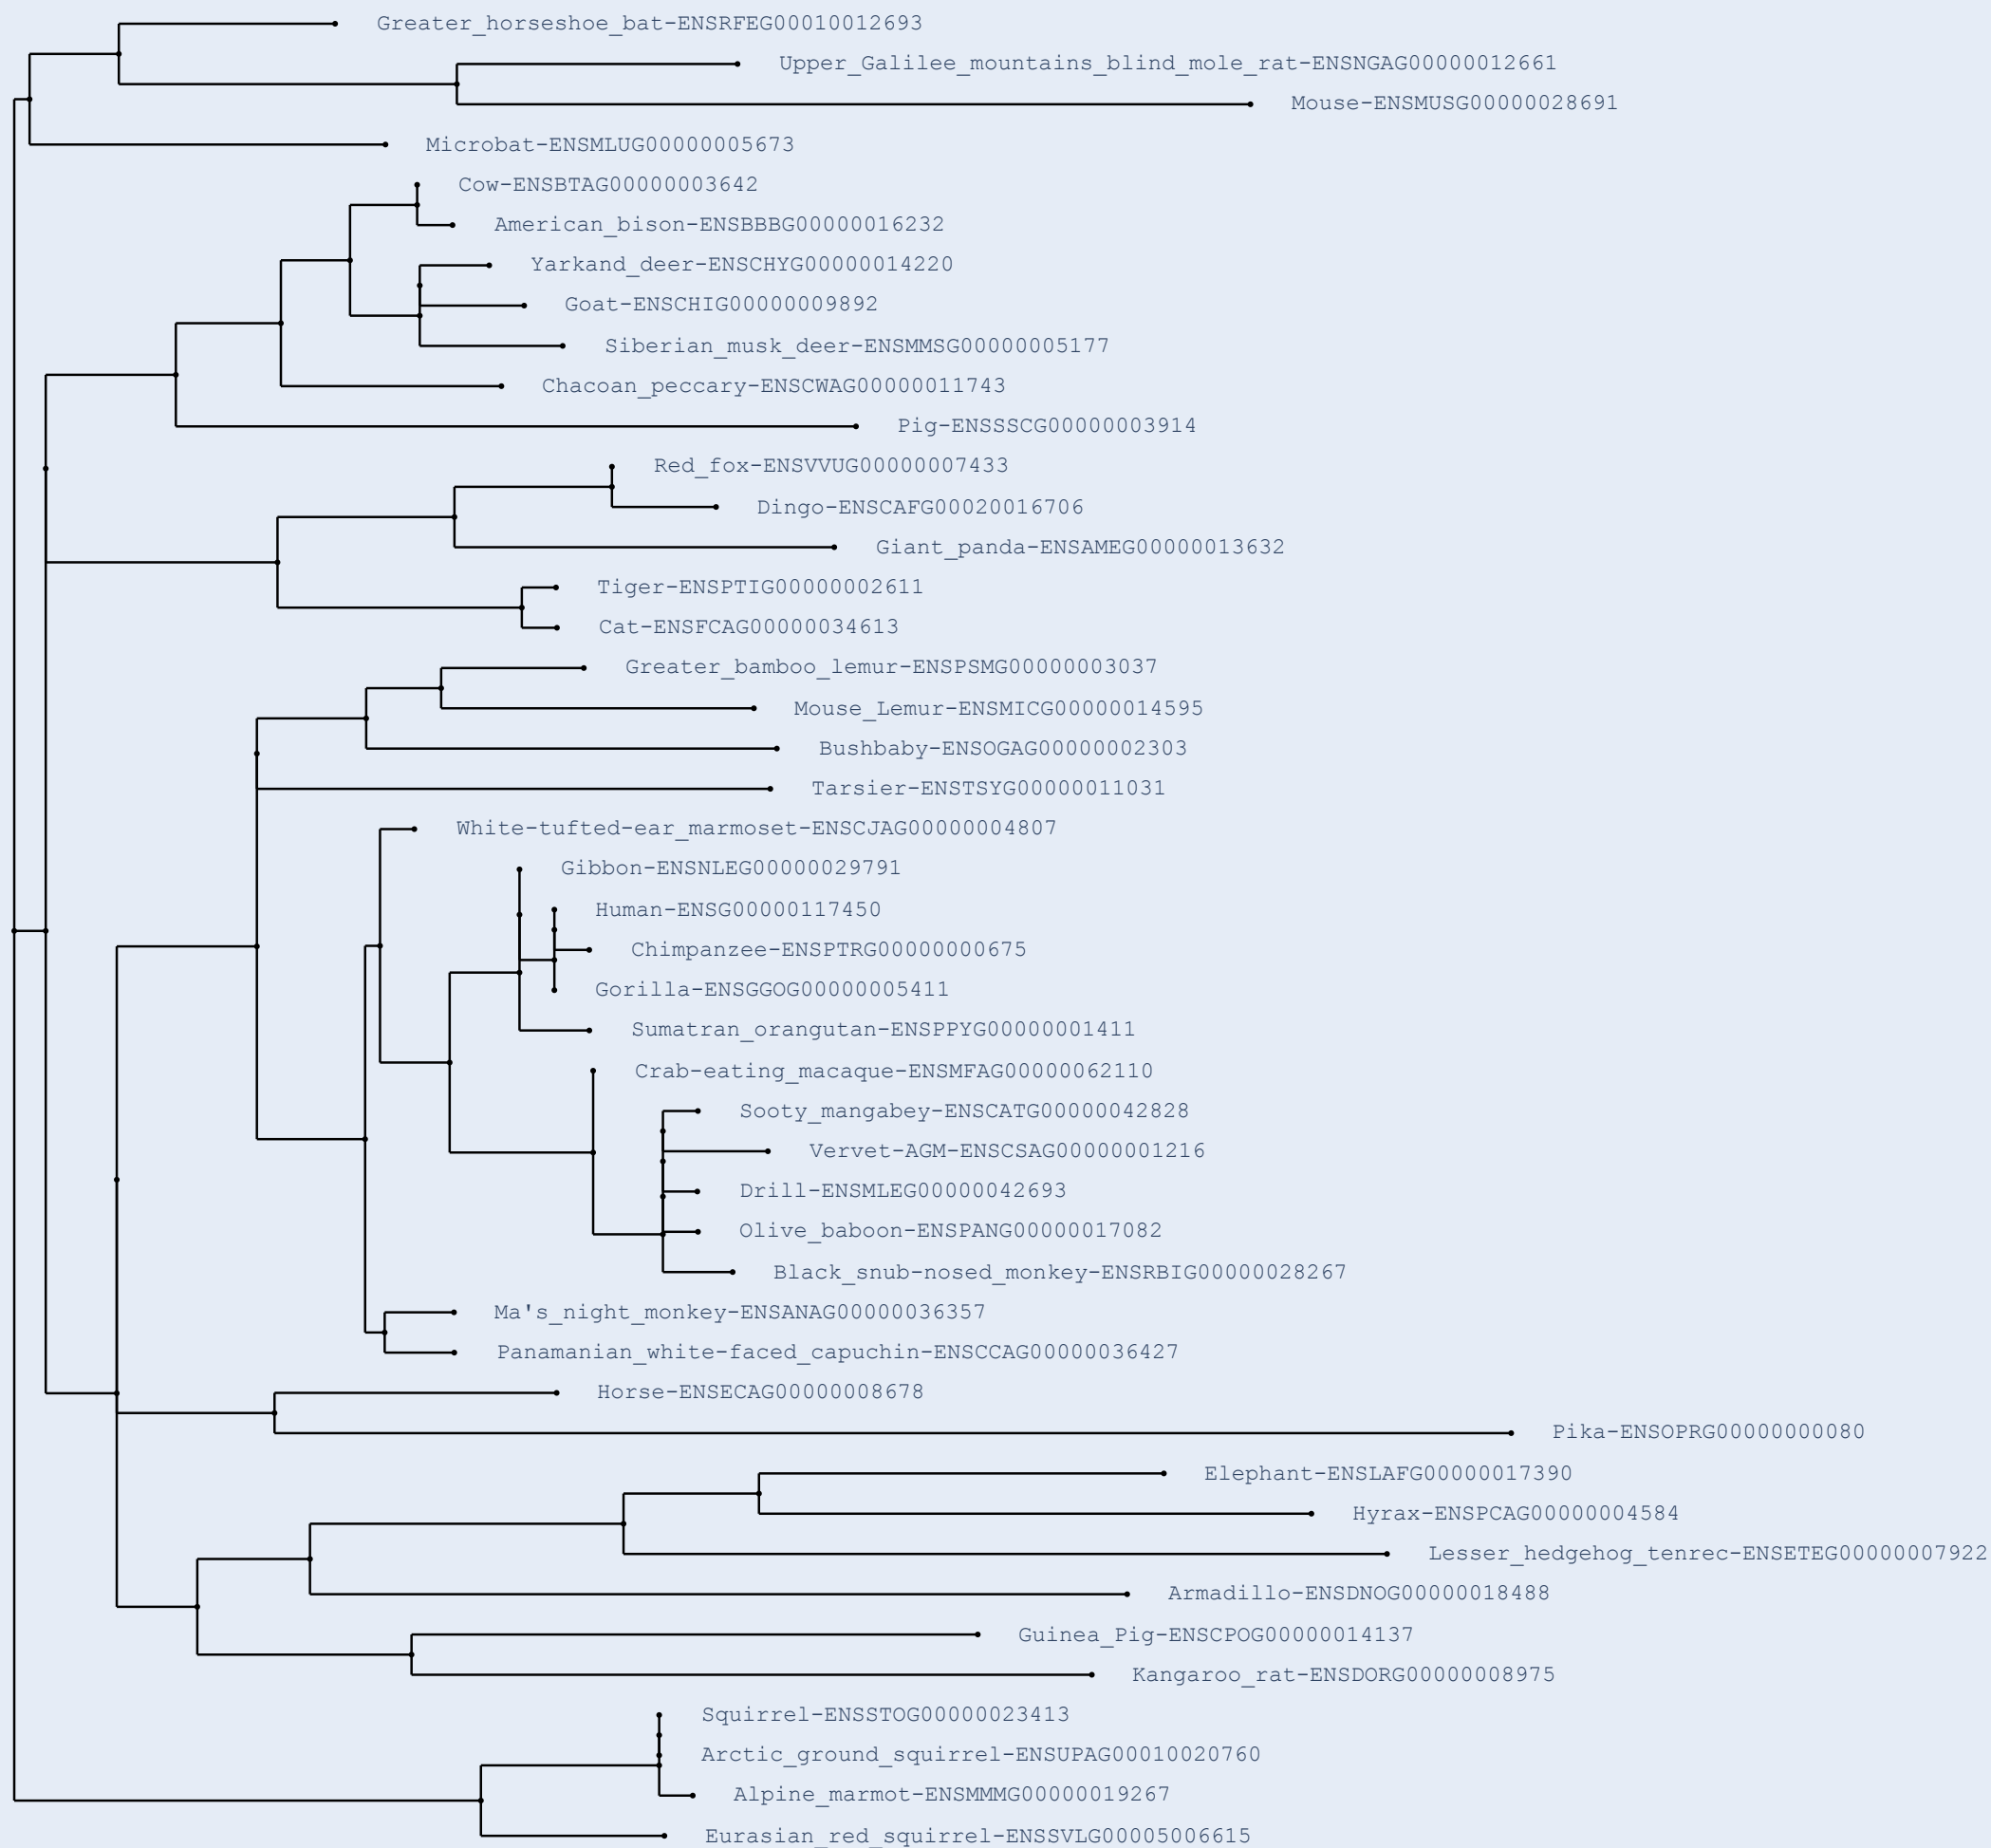 Greater_horseshoe_bat-ENSRFEG00010012693
Upper_Galilee_mountains_blind_mole_rat-ENSNGAG00000012661
Mouse-ENSMUSG00000028691
Microbat-ENSMLUG00000005673
Cow-ENSBTAG00000003642
American_bison-ENSBBBG00000016232
Yarkand_deer-ENSCHYG00000014220
Goat-ENSCHIG00000009892
Siberian_musk_deer-ENSMMSG00000005177
Chacoan_peccary-ENSCWAG00000011743
Pig-ENSSSCG00000003914
Red_fox-ENSVVUG00000007433
Dingo-ENSCAFG00020016706
Giant_panda-ENSAMEG00000013632
Tiger-ENSPTIG00000002611
Cat-ENSFCAG00000034613
Greater_bamboo_lemur-ENSPSMG00000003037
Mouse_Lemur-ENSMICG00000014595
Bushbaby-ENSOGAG00000002303
Tarsier-ENSTSYG00000011031
White-tufted-ear_marmoset-ENSCJAG00000004807
Gibbon-ENSNLEG00000029791
Human-ENSG00000117450
Chimpanzee-ENSPTRG00000000675
Gorilla-ENSGGOG00000005411
Sumatran_orangutan-ENSPPYG00000001411
Crab-eating_macaque-ENSMFAG00000062110
Sooty_mangabey-ENSCATG00000042828
Vervet-AGM-ENSCSAG00000001216
Drill-ENSMLEG00000042693
Olive_baboon-ENSPANG00000017082
Black_snub-nosed_monkey-ENSRBIG00000028267
Ma's_night_monkey-ENSANAG00000036357
Panamanian_white-faced_capuchin-ENSCCAG00000036427
Horse-ENSECAG00000008678
Pika-ENSOPRG00000000080
Elephant-ENSLAFG00000017390
Hyrax-ENSPCAG00000004584
Lesser_hedgehog_tenrec-ENSETEG00000007922
Armadillo-ENSDNOG00000018488
Guinea_Pig-ENSCPOG00000014137
Kangaroo_rat-ENSDORG00000008975
Squirrel-ENSSTOG00000023413
Arctic_ground_squirrel-ENSUPAG00010020760
Alpine_marmot-ENSMMMG00000019267
Eurasian_red_squirrel-ENSSVLG00005006615